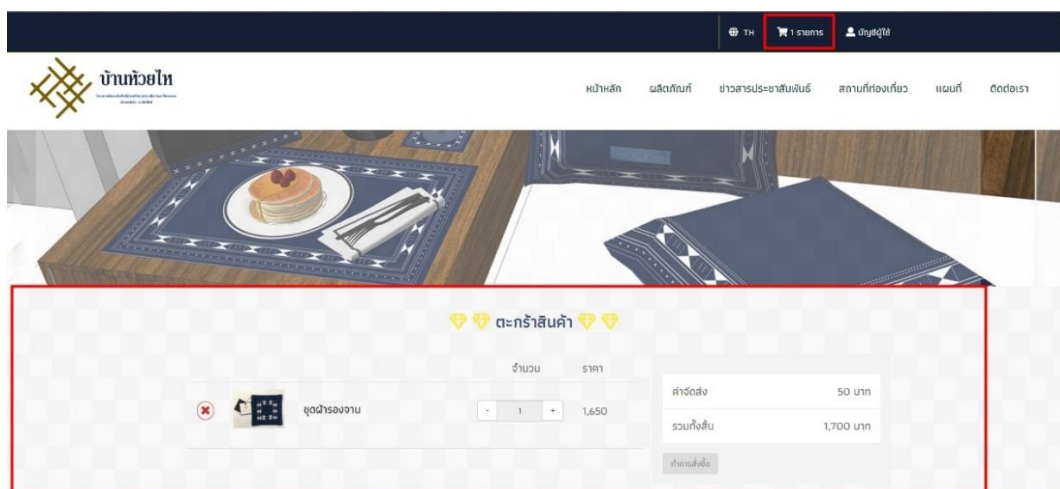 TH
1 รายการ
บัญชีผู้ใช้
บ้านห้วยไห
หน้าหลัก ผลิตภัณฑ์ ข่าวสารประชาสัมพันธ์ สถานที่ท่องเที่ยว แผนที่ ติดต่อเรา
ตะกร้าสินค้า
จำนวน ราคา
ชุดผ้ารองจาน - 1 + 1,650
ค่าจัดส่ง 50 บาท
รวมทั้งสิ้น 1,700 บาท
ทำการสั่งซื้อ